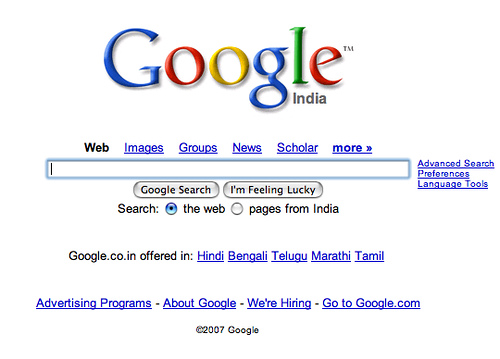 Google™
India
Web Images Groups News Scholar more »
Advanced Search
Preferences
Language Tools
Google Search I'm Feeling Lucky
Search: the web pages from India
Google.co.in offered in: Hindi Bengali Telugu Marathi Tamil
Advertising Programs - About Google - We're Hiring - Go to Google.com
©2007 Google